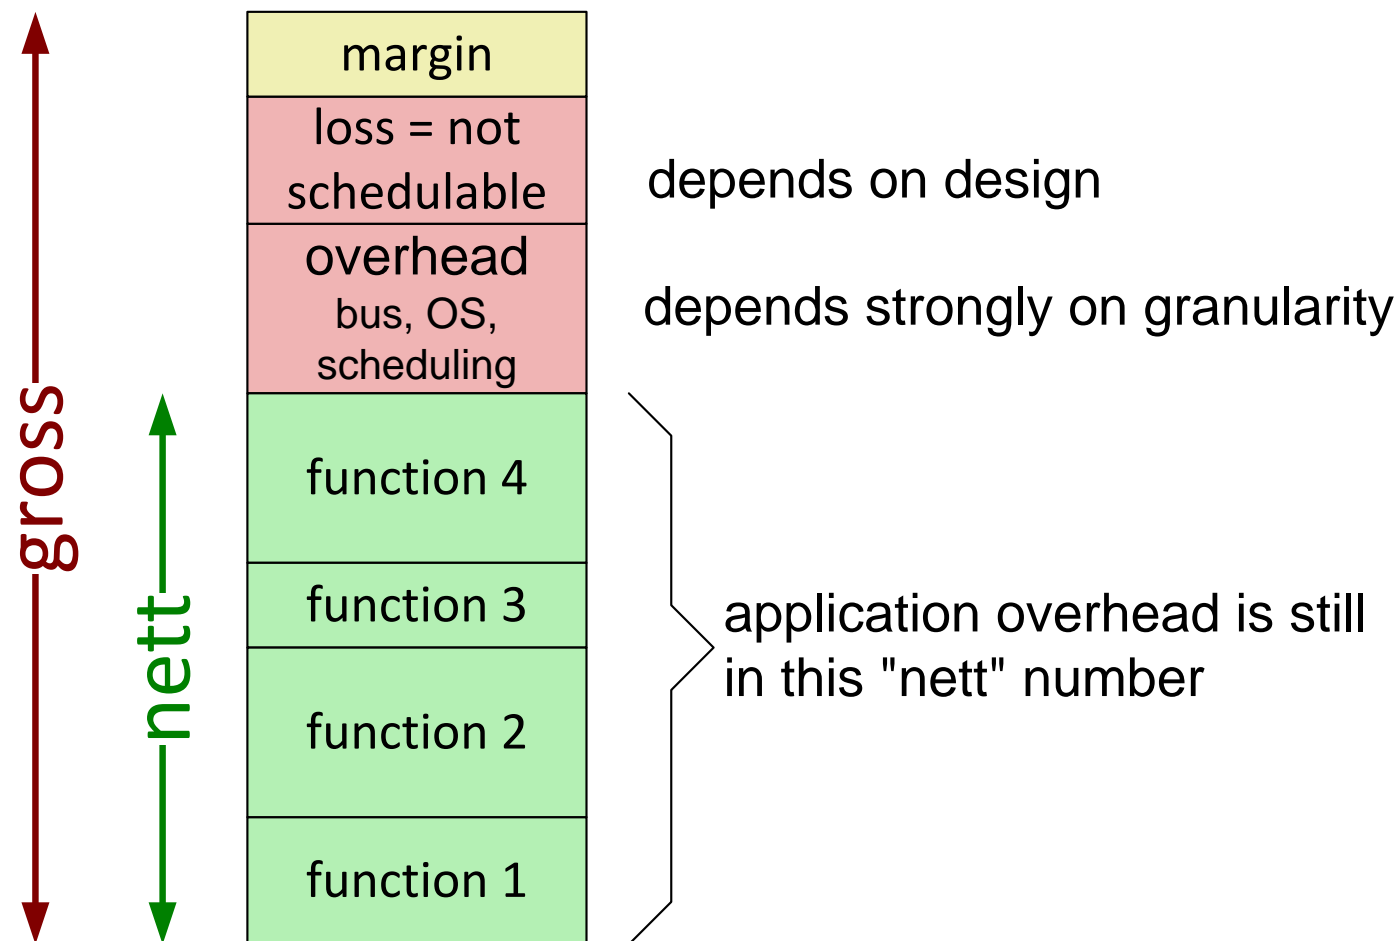 margin
loss = not
schedulable
depends on design
overhead
bus, OS,
scheduling
depends strongly on granularity
gross
nett
function 4
function 3
function 2
function 1
application overhead is still
in this "nett" number